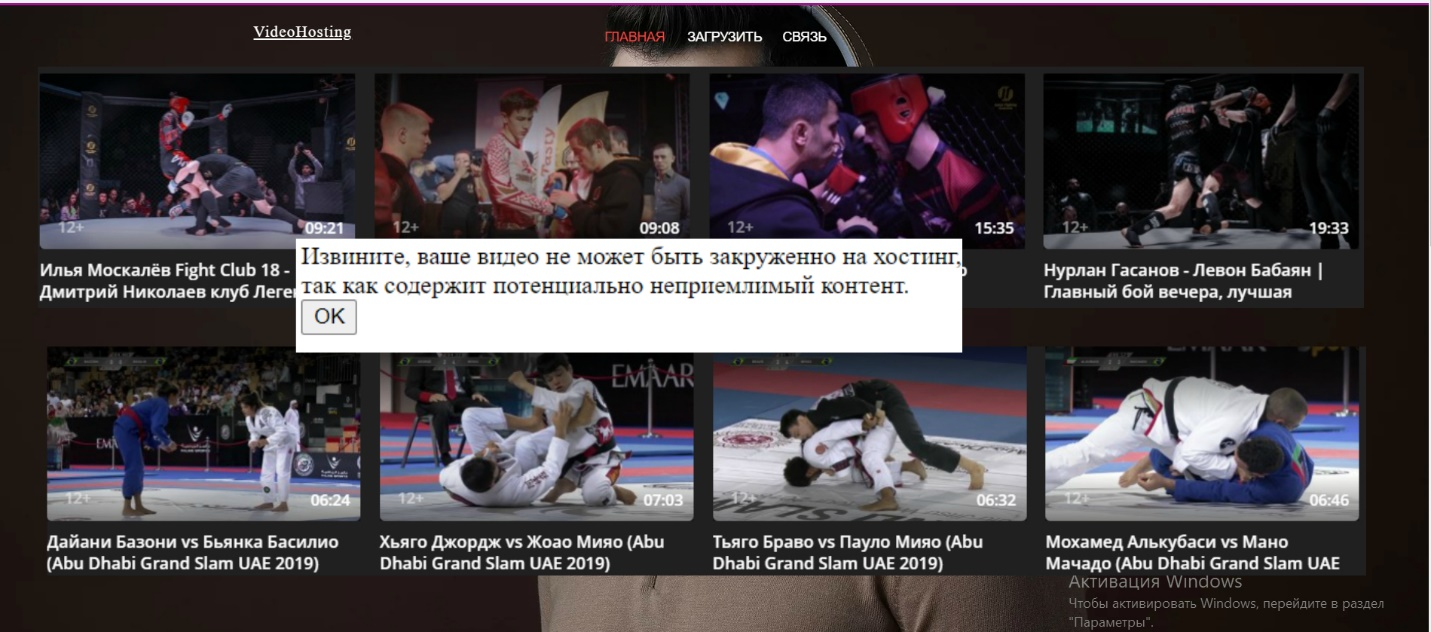 VideoHosting
ГЛАВНАЯ ЗАГРУЗИТЬ СВЯЗЬ
12+ 09:21
12+ 09:08
12+ 15:35
12+ 19:33
Илья Москалёв Fight Club 18 -
Дмитрий Николаев клуб
Нурлан Гасанов - Левон Бабаян |
Главный бой вечера, лучшая
Извините, ваше видео не может быть закруженно на хостинг,
так как содержит потенциально неприемлимый контент.
OK
EMAAR
12+ 06:24
12+ 07:03
12+ 06:32
12+ 06:46
Дайани Базони vs Бьянка Басилио
(Abu Dhabi Grand Slam UAE 2019)
Хьяго Джордж vs Жоао Мияо (Abu
Dhabi Grand Slam UAE 2019)
Тьяго Браво vs Пауло Мияо (Abu
Dhabi Grand Slam UAE 2019)
Мохамед Алькубаси vs Мано
Мачадо (Abu Dhabi Grand Slam UAE
Активация Windows
Чтобы активировать Windows, перейдите в раздел
"Параметры".